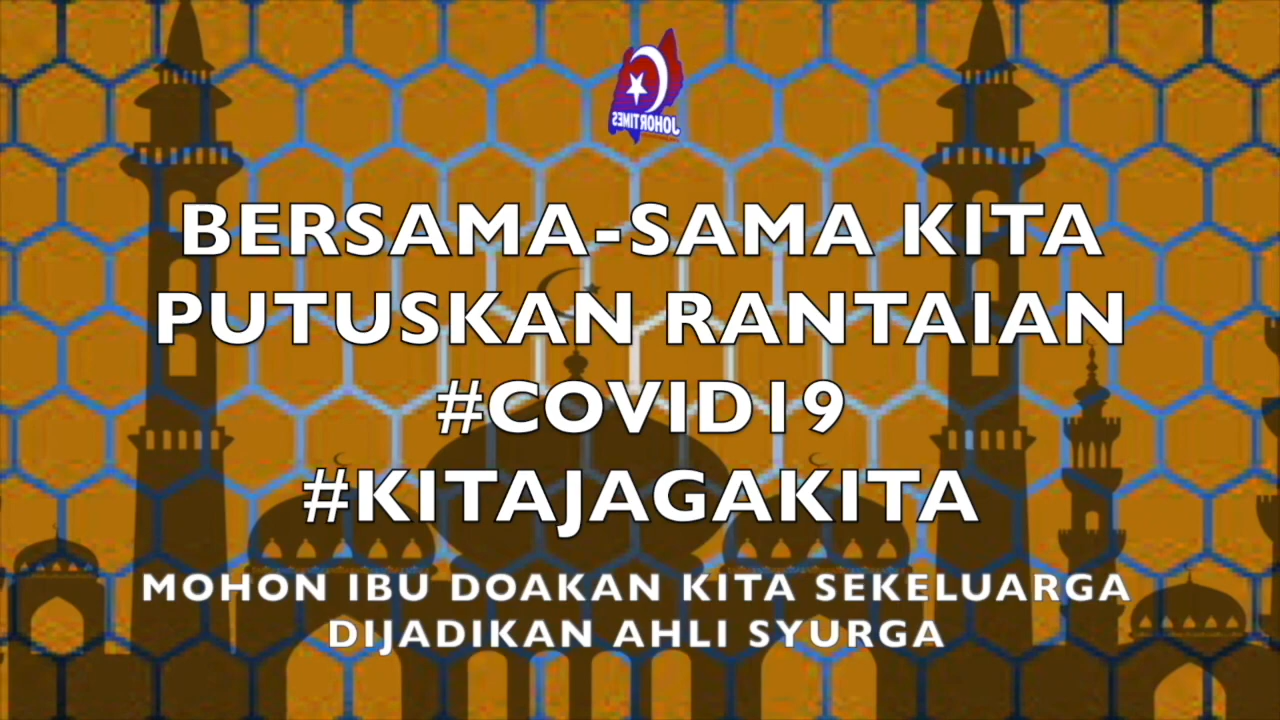 JOHORTIMES
BERSAMA-SAMA KITA
PUTUSKAN RANTAIAN
#COVID19
#KITAJAGAKITA
MOHON IBU DOAKAN KITA SEKELUARGA
DIJADIKAN AHLI SYURGA